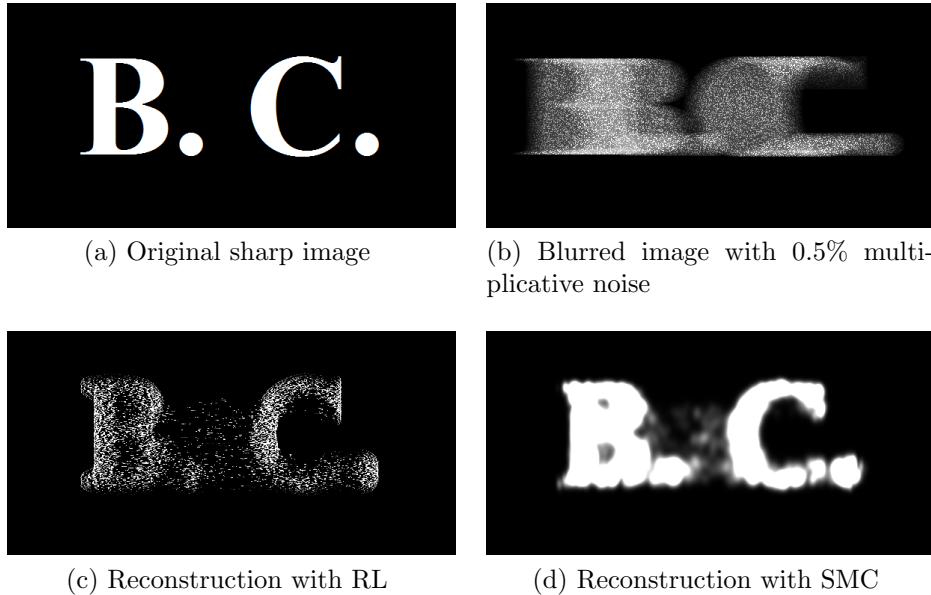 B. C.
(a) Original sharp image
(b) Blurred image with 0.5% multi-
plicative noise
B. C.
B. C.
(c) Reconstruction with RL
(d) Reconstruction with SMC